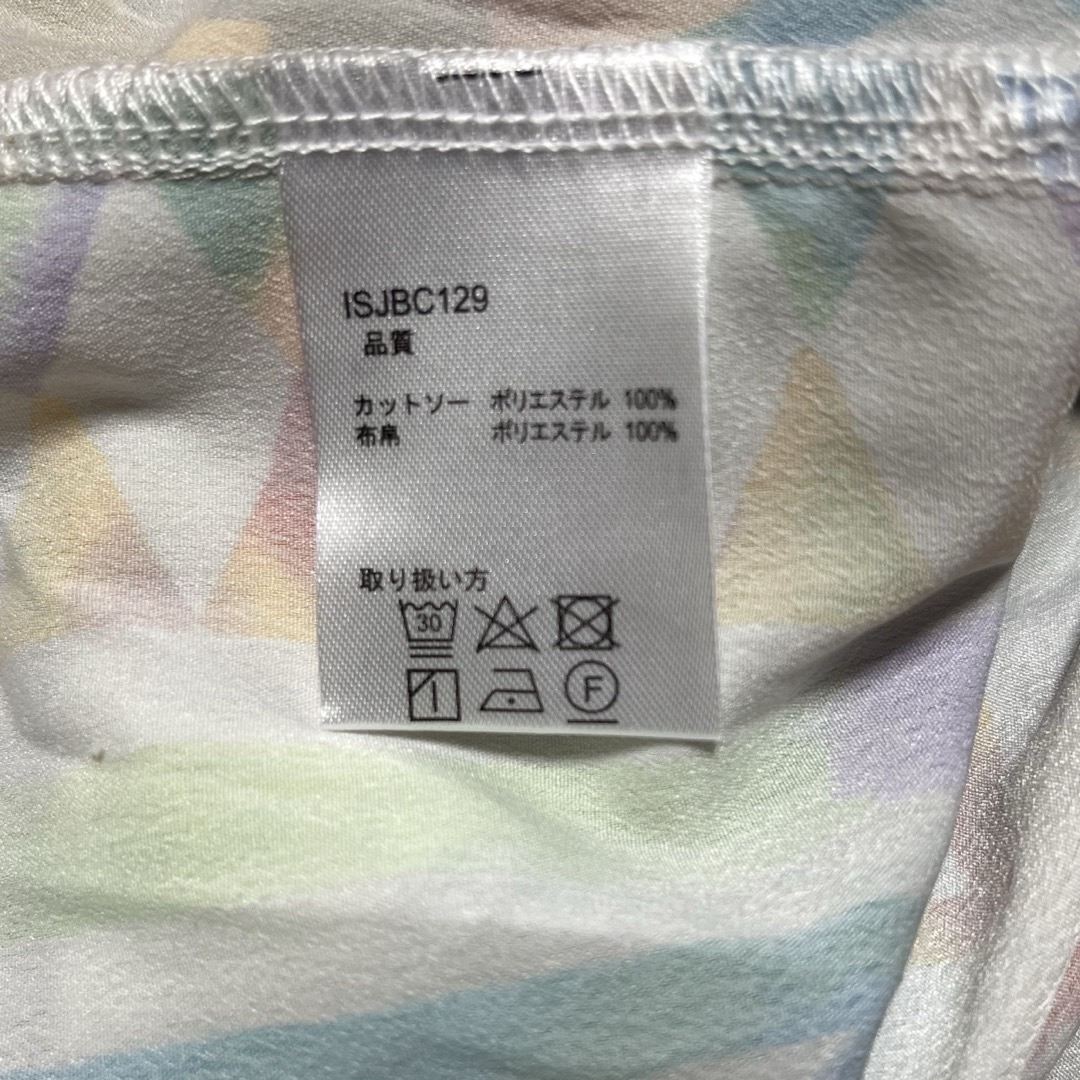 ISJBC129
品質
カットソー ポリエステル 100%
布帛 ポリエステル 100%
取り扱い方
30
F